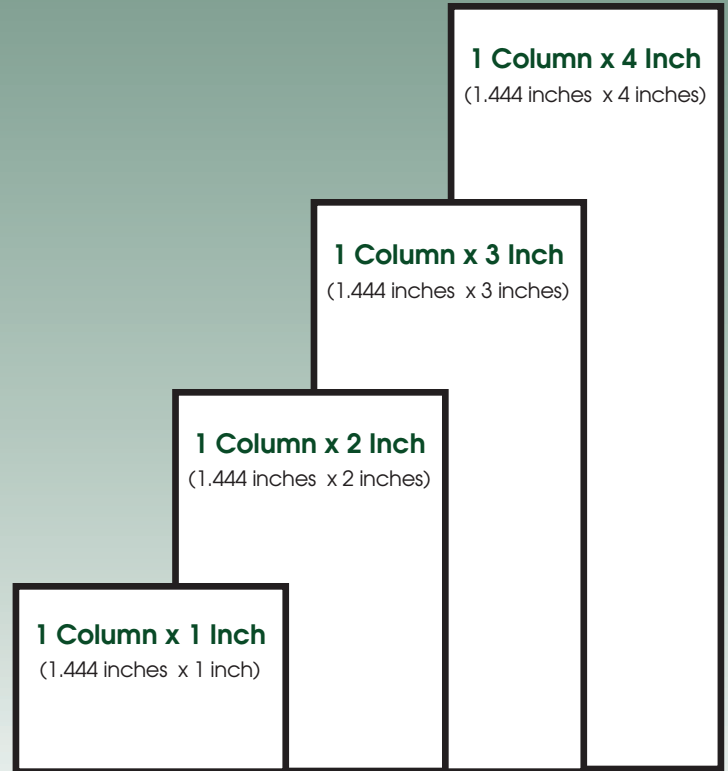 1 Column x 4 Inch
(1.444 inches x 4 inches)
1 Column x 3 Inch
(1.444 inches x 3 inches)
1 Column x 2 Inch
(1.444 inches x 2 inches)
1 Column x 1 Inch
(1.444 inches x 1 inch)